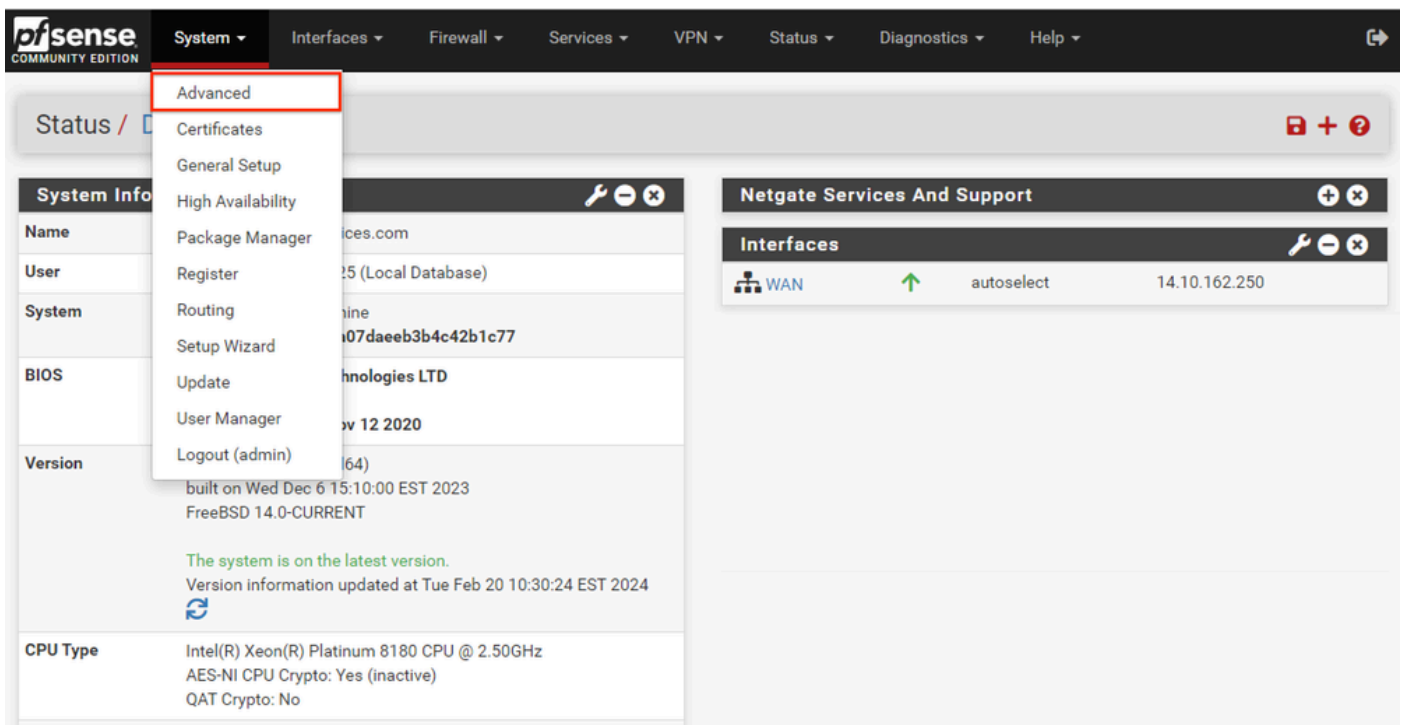 pfsense
COMMUNITY EDITION
System
Interfaces
Firewall
Services
VPN
Status
Diagnostics
Help
Advanced
Certificates
General Setup
High Availability
Package Manager
Register
Routing
Setup Wizard
Update
User Manager
Logout (admin)
Status /
System Info
Name
ices.com
User
25 (Local Database)
System
hine
a07daeeb3b4c42b1c77
BIOS
hnologies LTD
ov 12 2020
Version
l64)
built on Wed Dec 6 15:10:00 EST 2023
FreeBSD 14.0-CURRENT
The system is on the latest version.
Version information updated at Tue Feb 20 10:30:24 EST 2024
CPU Type
Intel(R) Xeon(R) Platinum 8180 CPU @ 2.50GHz
AES-NI CPU Crypto: Yes (inactive)
QAT Crypto: No
Netgate Services And Support
Interfaces
WAN
autoselect
14.10.162.250